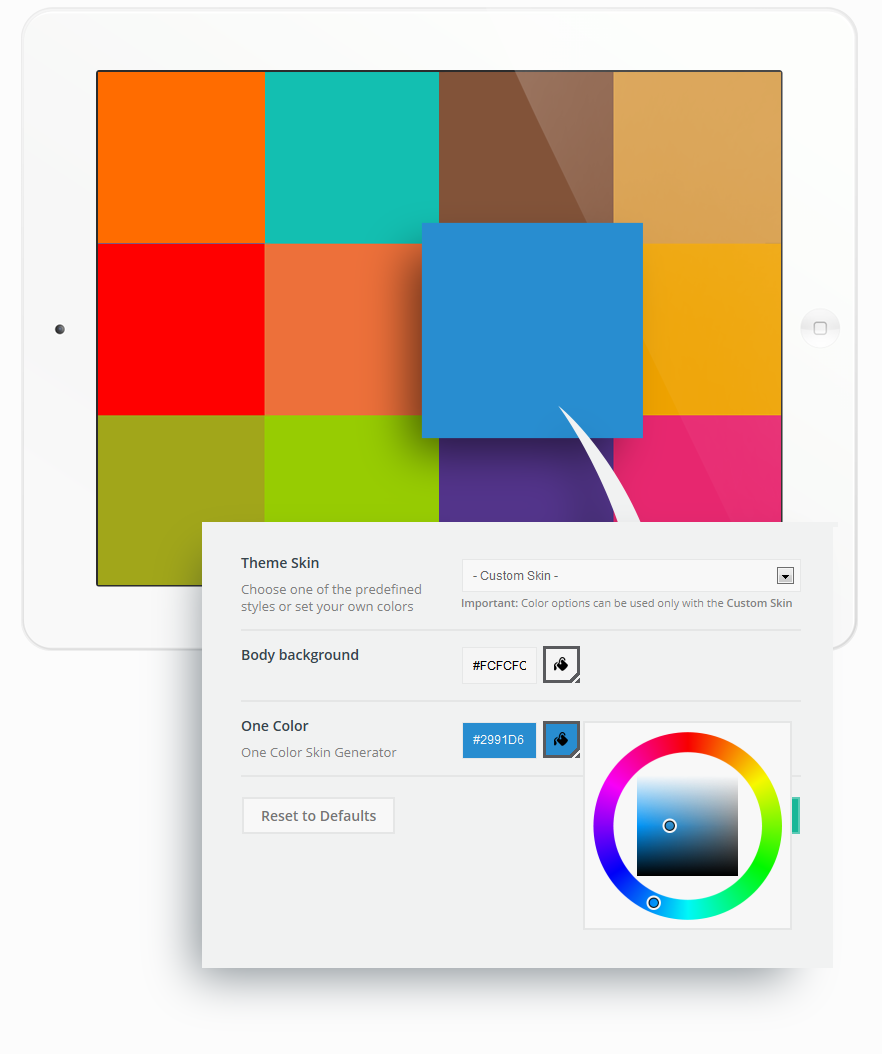 Theme Skin
- Custom Skin -
Choose one of the predefined
styles or set your own colors
Important: Color options can be used only with the Custom Skin
Body background
#FCFCFC
One Color
#2991D6
One Color Skin Generator
Reset to Defaults